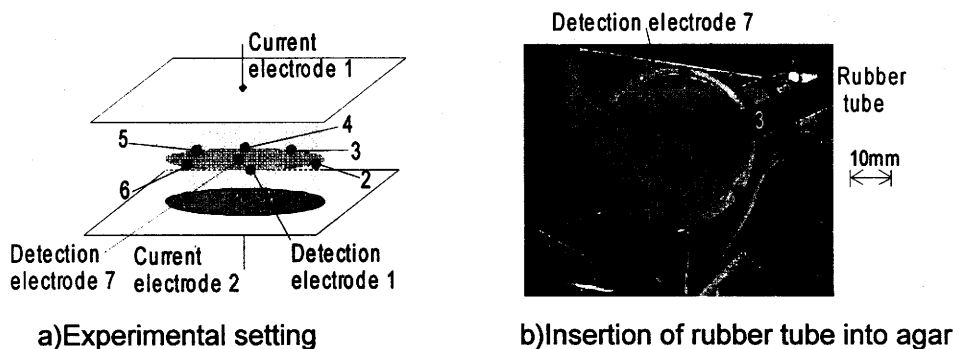 Current
electrode 1
5
4
3
2
6
Detection
electrode 7
Current
electrode 2
Detection
electrode 1
a)Experimental setting
Detection electrode 7
Rubber
tube
3
10mm
b)Insertion of rubber tube into agar